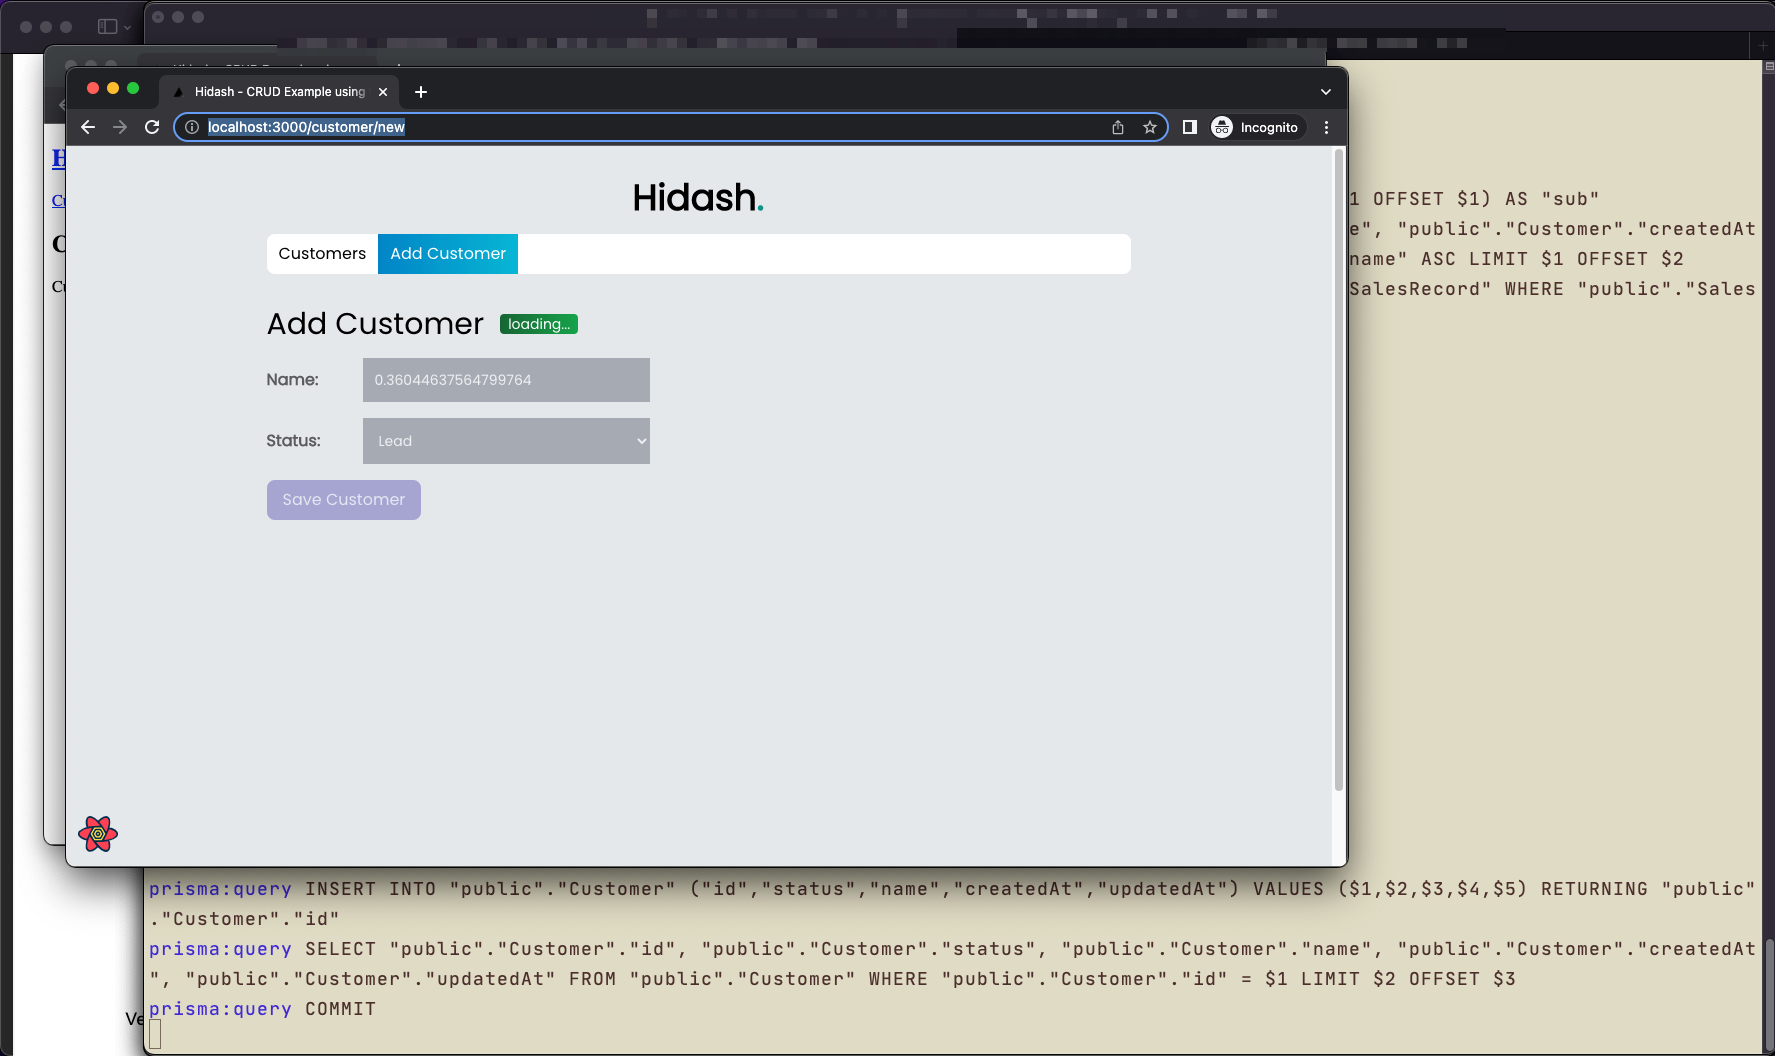 Hidash - CRUD Example using
localhost:3000/customer/new
Incognito
Hidash.
Customers
Add Customer
Add Customer
loading...
Name:
0.36044637564799764
Status:
Lead
Save Customer
H
Cu
C
Cu
1 OFFSET $1) AS "sub"
e", "public"."Customer"."createdAt
name" ASC LIMIT $1 OFFSET $2
SalesRecord" WHERE "public"."Sales
prisma:query INSERT INTO "public"."Customer" ("id","status","name","createdAt","updatedAt") VALUES ($1,$2,$3,$4,$5) RETURNING "public"
."Customer"."id"
prisma:query SELECT "public"."Customer"."id", "public"."Customer"."status", "public"."Customer"."name", "public"."Customer"."createdAt
", "public"."Customer"."updatedAt" FROM "public"."Customer" WHERE "public"."Customer"."id" = $1 LIMIT $2 OFFSET $3
prisma:query COMMIT
Ve